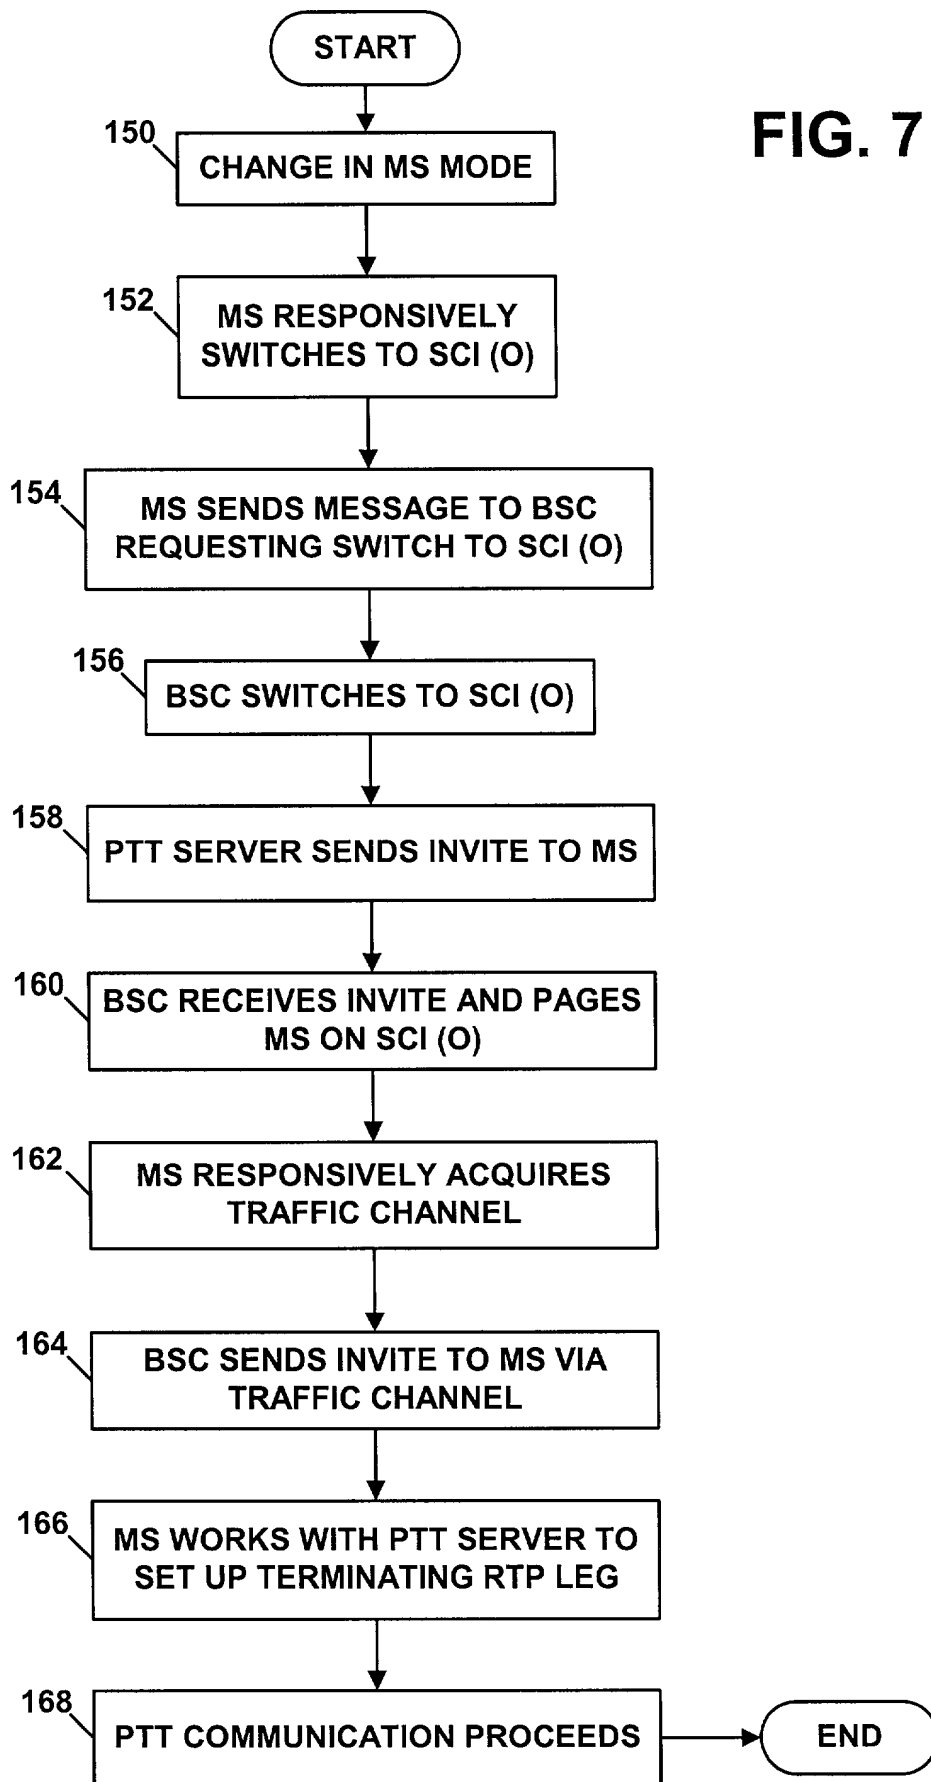 START
FIG. 7
150
CHANGE IN MS MODE
152
MS RESPONSIVELY
SWITCHES TO SCI (O)
154
MS SENDS MESSAGE TO BSC
REQUESTING SWITCH TO SCI (O)
156
BSC SWITCHES TO SCI (O)
158
PTT SERVER SENDS INVITE TO MS
160
BSC RECEIVES INVITE AND PAGES
MS ON SCI (O)
162
MS RESPONSIVELY ACQUIRES
TRAFFIC CHANNEL
164
BSC SENDS INVITE TO MS VIA
TRAFFIC CHANNEL
166
MS WORKS WITH PTT SERVER TO
SET UP TERMINATING RTP LEG
168
PTT COMMUNICATION PROCEEDS
END